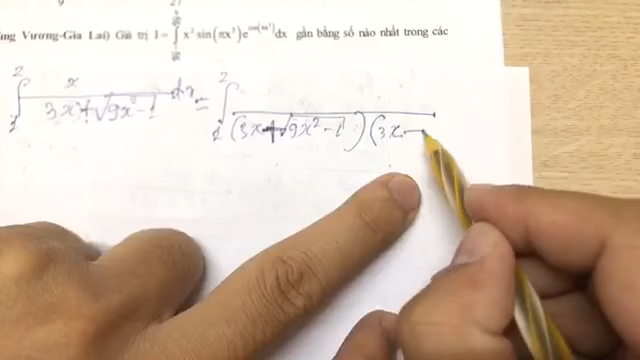 ng Vương-Gia Lai) Giá trị I = ∫ x² sin(πx³)e^cos(πx³)dx gần bằng số nào nhất trong các
∫₁² x/(3x+√(9x²-1)) dx = ∫₁² /(3x+√(9x²-1))(3x-